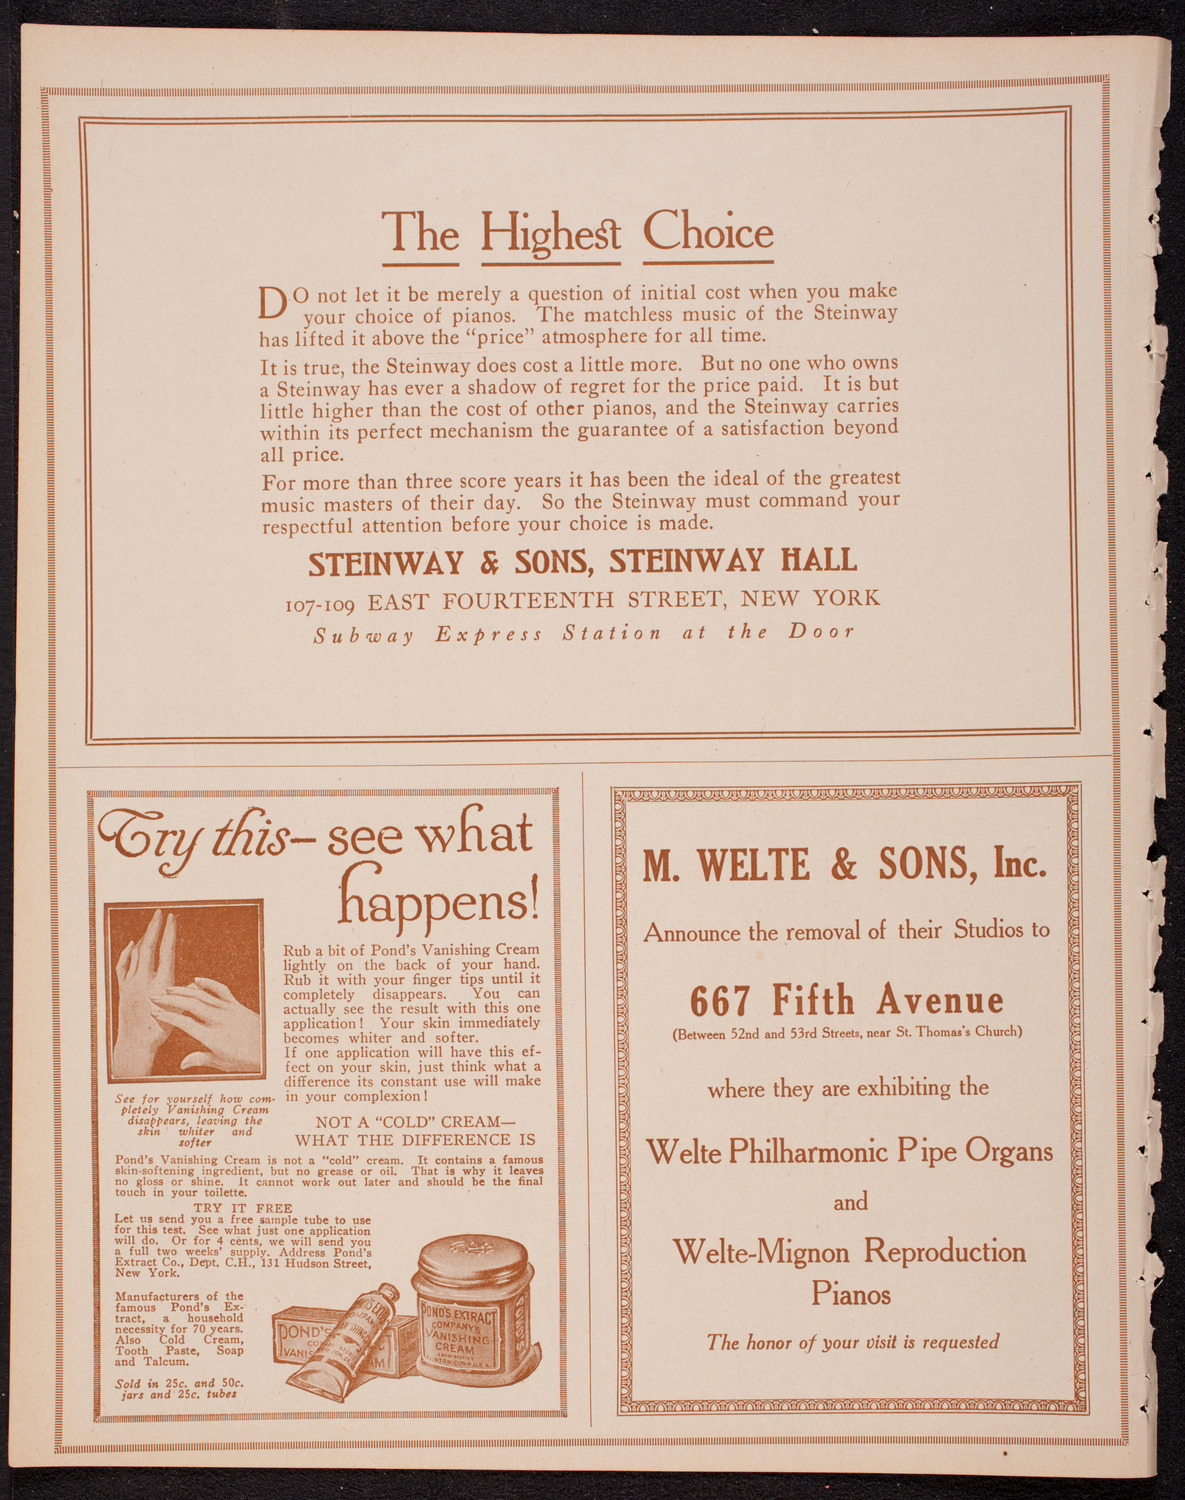 The Highest Choice
DO not let it be merely a question of initial cost when you make
your choice of pianos. The matchless music of the Steinway
has lifted it above the “price” atmosphere for all time.
It is true, the Steinway does cost a little more. But no one who owns
a Steinway has ever a shadow of regret for the price paid. It is but
little higher than the cost of other pianos, and the Steinway carries
within its perfect mechanism the guarantee of a satisfaction beyond
all price.
For more than three score years it has been the ideal of the greatest
music masters of their day. So the Steinway must command your
respectful attention before your choice is made.
STEINWAY & SONS, STEINWAY HALL
107-109 EAST FOURTEENTH STREET, NEW YORK
Subway Express Station at the Door
Try this—see what
happens!
Rub a bit of Pond's Vanishing Cream
lightly on the back of your hand.
Rub it with your finger tips until it
completely disappears. You can
actually see the result with this one
application! Your skin immediately
becomes whiter and softer.
If one application will have this ef-
fect on your skin, just think what a
difference its constant use will make
in your complexion!
See for yourself how com-
pletely Vanishing Cream
disappears, leaving the
skin whiter and
softer
NOT A “COLD” CREAM—
WHAT THE DIFFERENCE IS
Pond's Vanishing Cream is not a “cold” cream. It contains a famous
skin-softening ingredient, but no grease or oil. That is why it leaves
no gloss or shine. It cannot work out later and should be the final
touch in your toilette.
TRY IT FREE
Let us send you a free sample tube to use
for this test. See what just one application
will do. Or for 4 cents, we will send you
a full two weeks' supply. Address Pond's
Extract Co., Dept. C.H., 131 Hudson Street,
New York.
Manufacturers of the
famous Pond's Ex-
tract, a household
necessity for 70 years.
Also Cold Cream,
Tooth Paste, Soap
and Talcum.
Sold in 25c. and 50c.
jars and 25c. tubes
POND'S
VANIS
POND'S EXTRACT
COMPANY'S
VANISHING
CREAM
M. WELTE & SONS, Inc.
Announce the removal of their Studios to
667 Fifth Avenue
(Between 52nd and 53rd Streets, near St. Thomas's Church)
where they are exhibiting the
Welte Philharmonic Pipe Organs
and
Welte-Mignon Reproduction
Pianos
The honor of your visit is requested